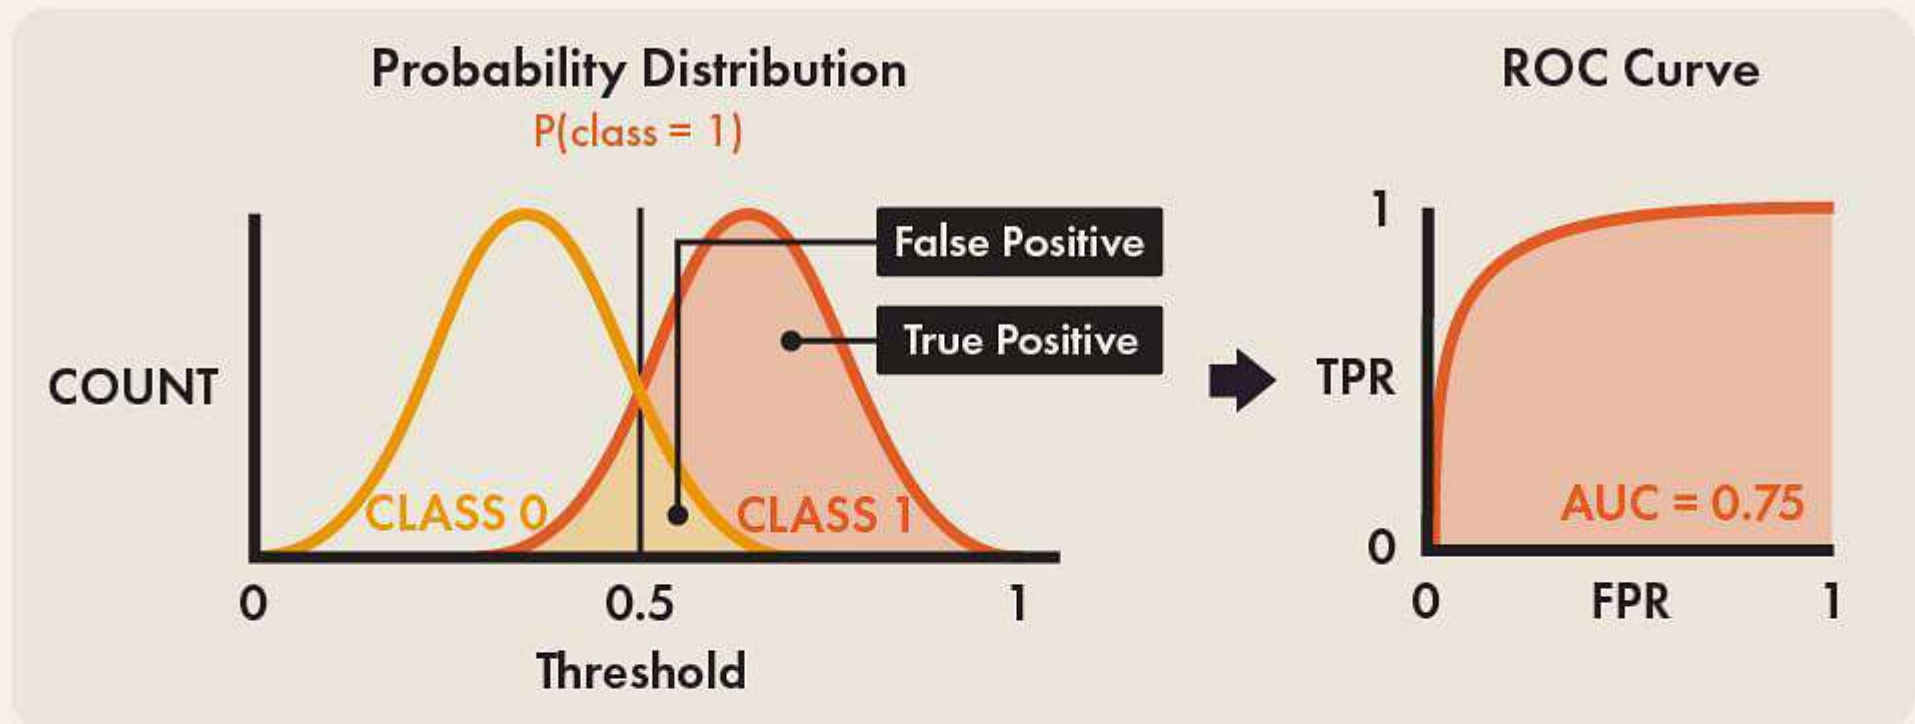 Probability Distribution
P(class = 1)
COUNT
False Positive
True Positive
CLASS 0
CLASS 1
0
0.5
1
Threshold
ROC Curve
1
TPR
0
AUC = 0.75
0
FPR
1